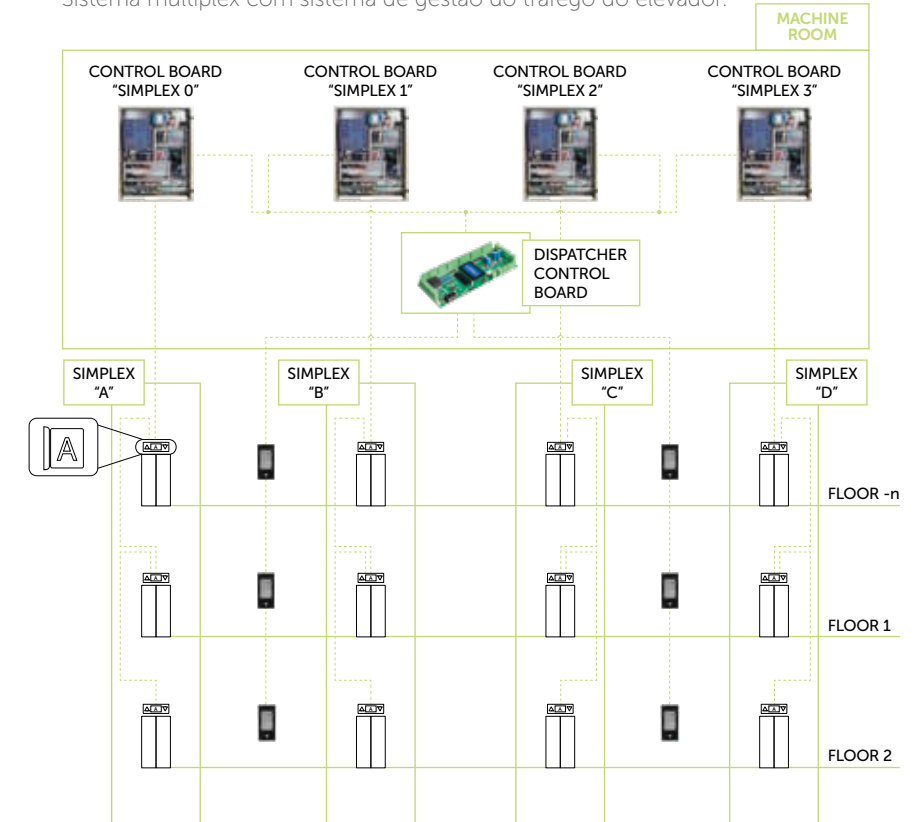 Sistema multiplex com sistema de gestão do tráfego do elevador.
MACHINE
ROOM
CONTROL BOARD
"SIMPLEX 0"
CONTROL BOARD
"SIMPLEX 1"
CONTROL BOARD
"SIMPLEX 2"
CONTROL BOARD
"SIMPLEX 3"
DISPATCHER
CONTROL
BOARD
SIMPLEX
"A"
SIMPLEX
"B"
SIMPLEX
"C"
SIMPLEX
"D"
A
A
A
A
A
FLOOR -n
A
A
A
A
FLOOR 1
A
A
A
A
FLOOR 2